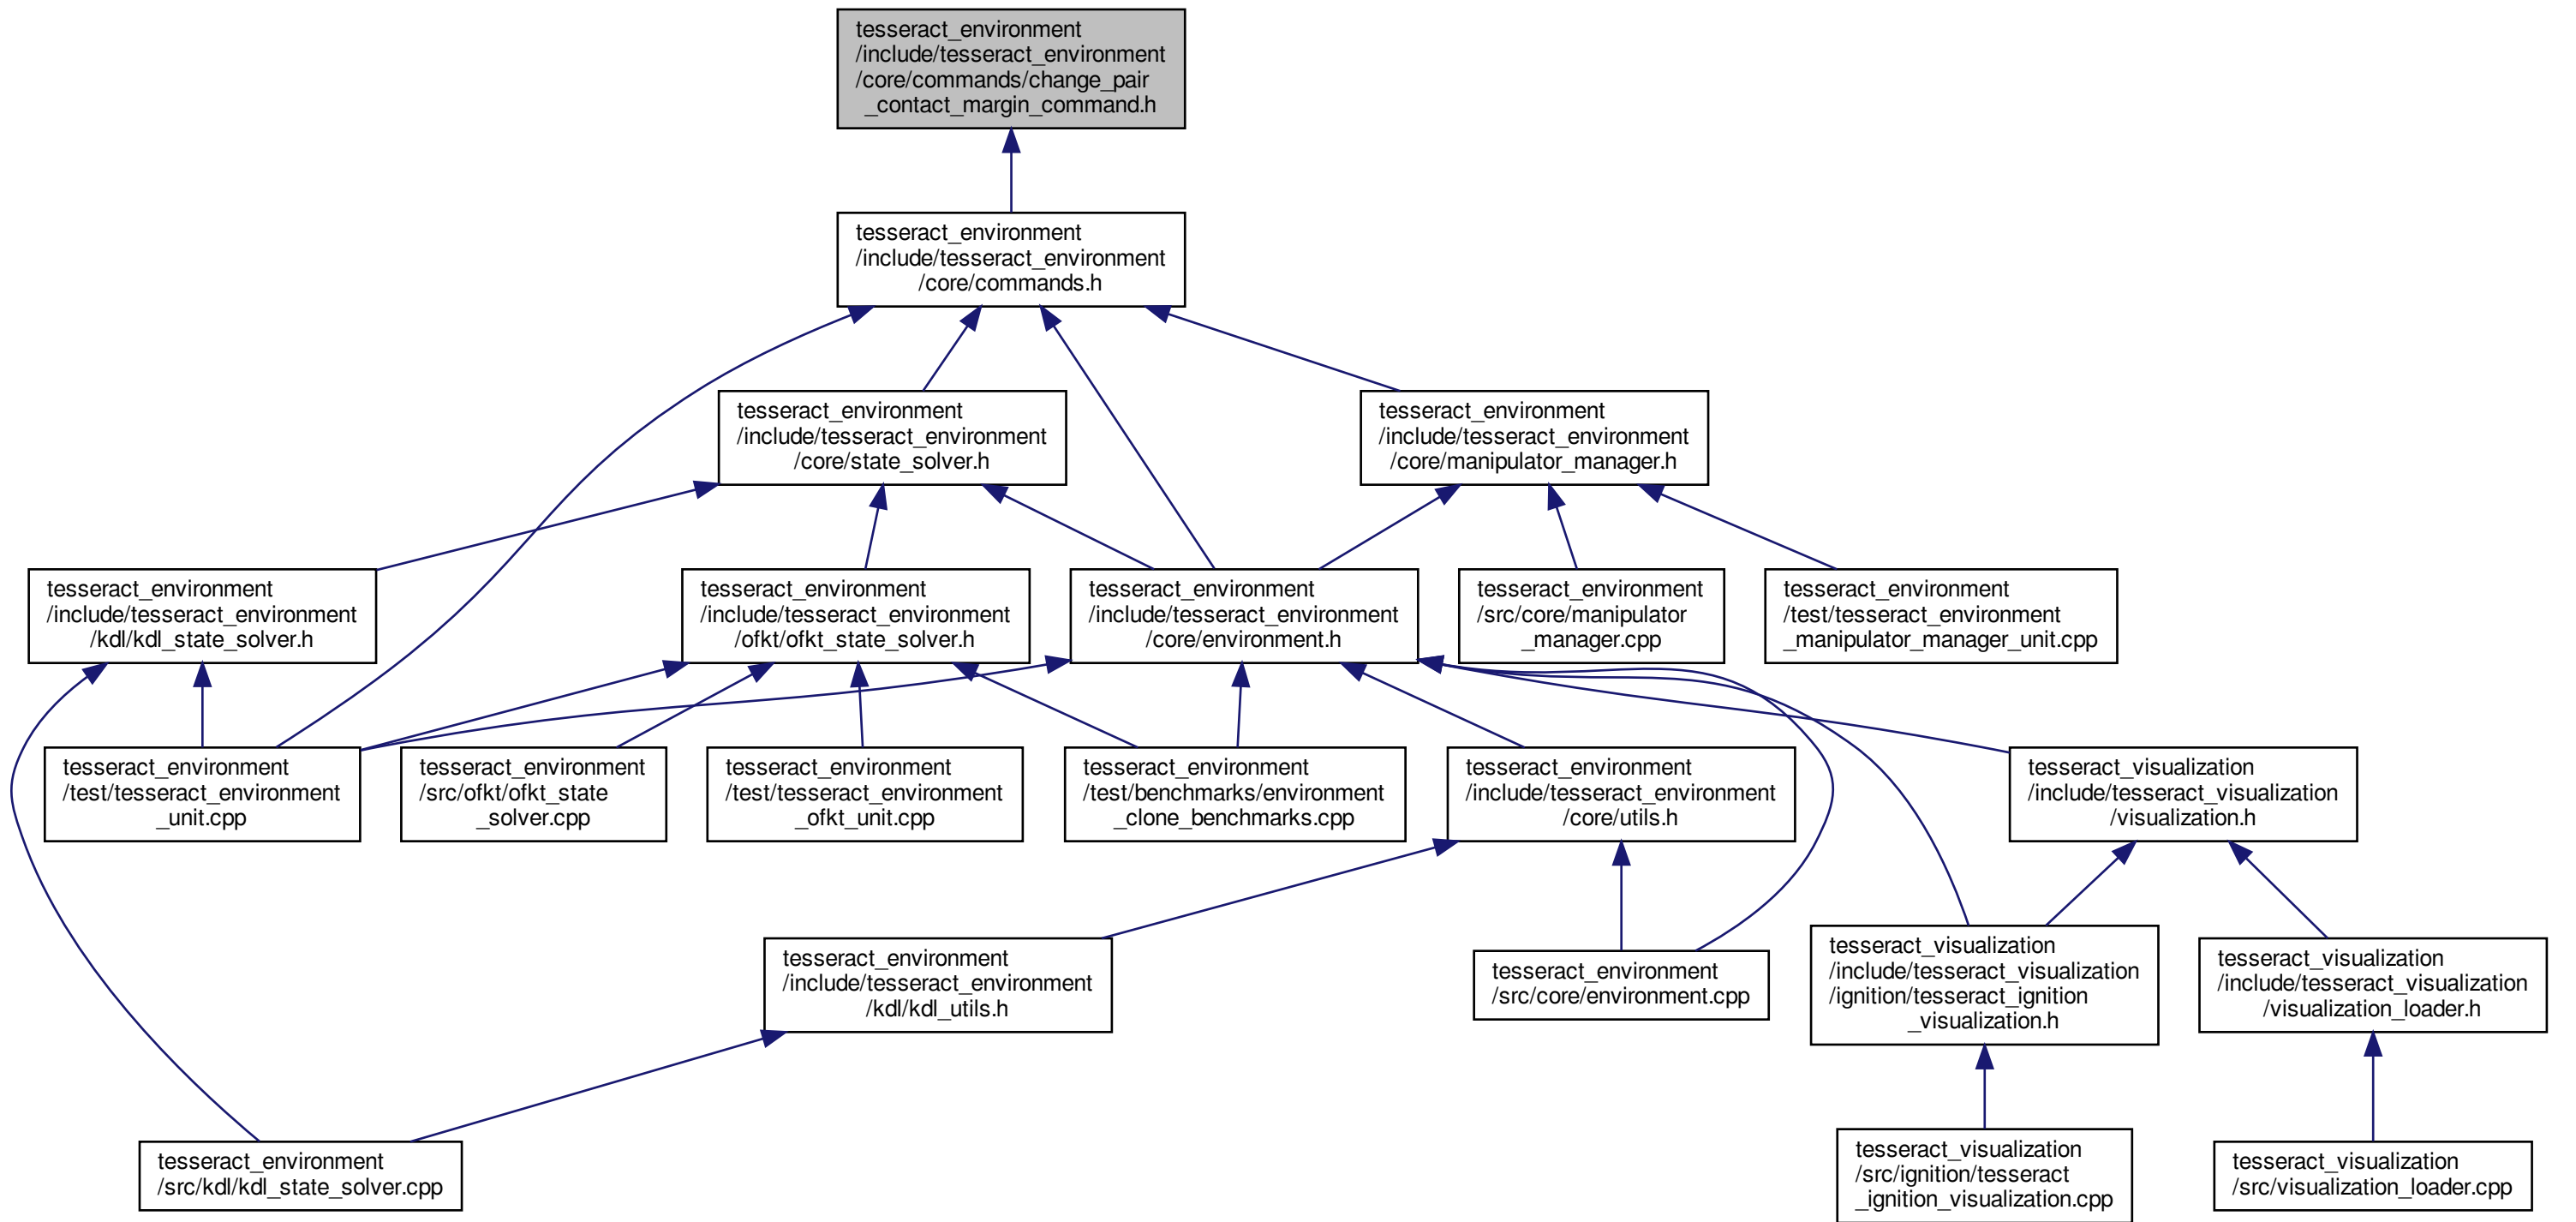 tesseract_environment
/include/tesseract_environment
/core/commands/change_pair
_contact_margin_command.h
tesseract_environment
/include/tesseract_environment
/core/commands.h
tesseract_environment
/include/tesseract_environment
/core/state_solver.h
tesseract_environment
/include/tesseract_environment
/core/manipulator_manager.h
tesseract_environment
/include/tesseract_environment
/kdl/kdl_state_solver.h
tesseract_environment
/include/tesseract_environment
/ofkt/ofkt_state_solver.h
tesseract_environment
/include/tesseract_environment
/core/environment.h
tesseract_environment
/src/core/manipulator
_manager.cpp
tesseract_environment
/test/tesseract_environment
_manipulator_manager_unit.cpp
tesseract_environment
/test/tesseract_environment
_unit.cpp
tesseract_environment
/src/ofkt/ofkt_state
_solver.cpp
tesseract_environment
/test/tesseract_environment
_ofkt_unit.cpp
tesseract_environment
/test/benchmarks/environment
_clone_benchmarks.cpp
tesseract_environment
/include/tesseract_environment
/core/utils.h
tesseract_visualization
/include/tesseract_visualization
/visualization.h
tesseract_environment
/include/tesseract_environment
/kdl/kdl_utils.h
tesseract_environment
/src/core/environment.cpp
tesseract_visualization
/include/tesseract_visualization
/ignition/tesseract_ignition
_visualization.h
tesseract_visualization
/include/tesseract_visualization
/visualization_loader.h
tesseract_environment
/src/kdl/kdl_state_solver.cpp
tesseract_visualization
/src/ignition/tesseract
_ignition_visualization.cpp
tesseract_visualization
/src/visualization_loader.cpp